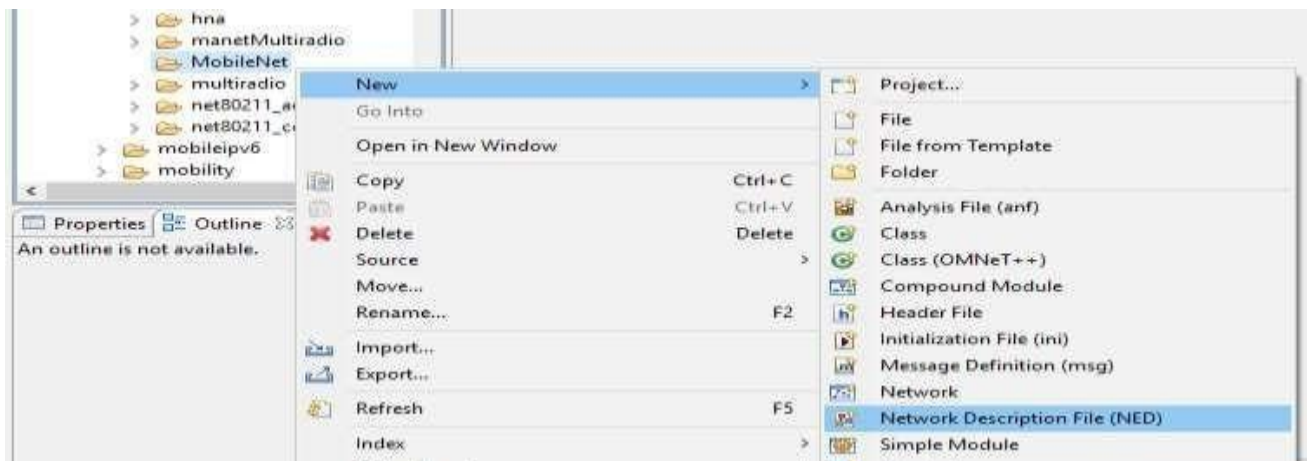 hna
manetMultiradio
MobileNet
multiradio
net80211_a
net80211_c
mobileipv6
mobility
Properties Outline
An outline is not available.
New
Go Into
Open in New Window
Copy Ctrl+C
Paste Ctrl+V
Delete Delete
Source
Move...
Rename... F2
Import...
Export...
Refresh F5
Index
Project...
File
File from Template
Folder
Analysis File (anf)
Class
Class (OMNeT++)
Compound Module
Header File
Initialization File (ini)
Message Definition (msg)
Network
Network Description File (NED)
Simple Module